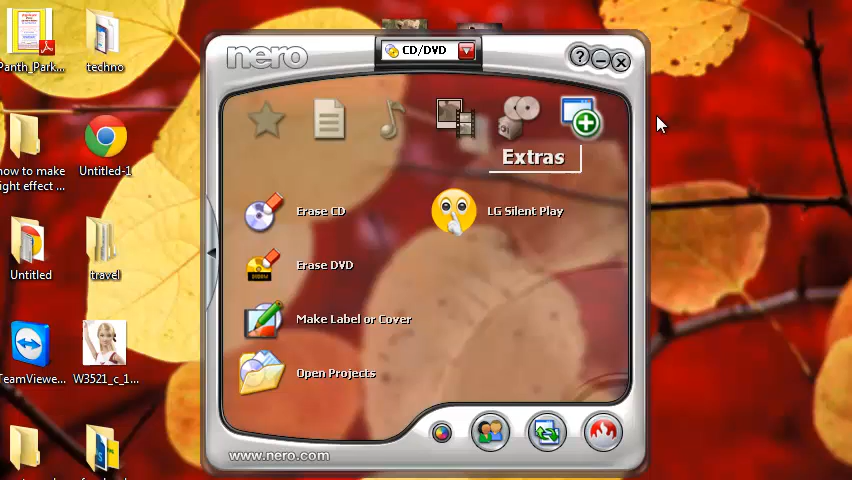 nero
CD/DVD
?
Panth_Park...
techno
Extras
how to make
ight effect ...
Untitled-1
Erase CD
LG Silent Play
Untitled
travel
Erase DVD
Make Label or Cover
TeamViewe...
W3521_c_1...
Open Projects
www.nero.com